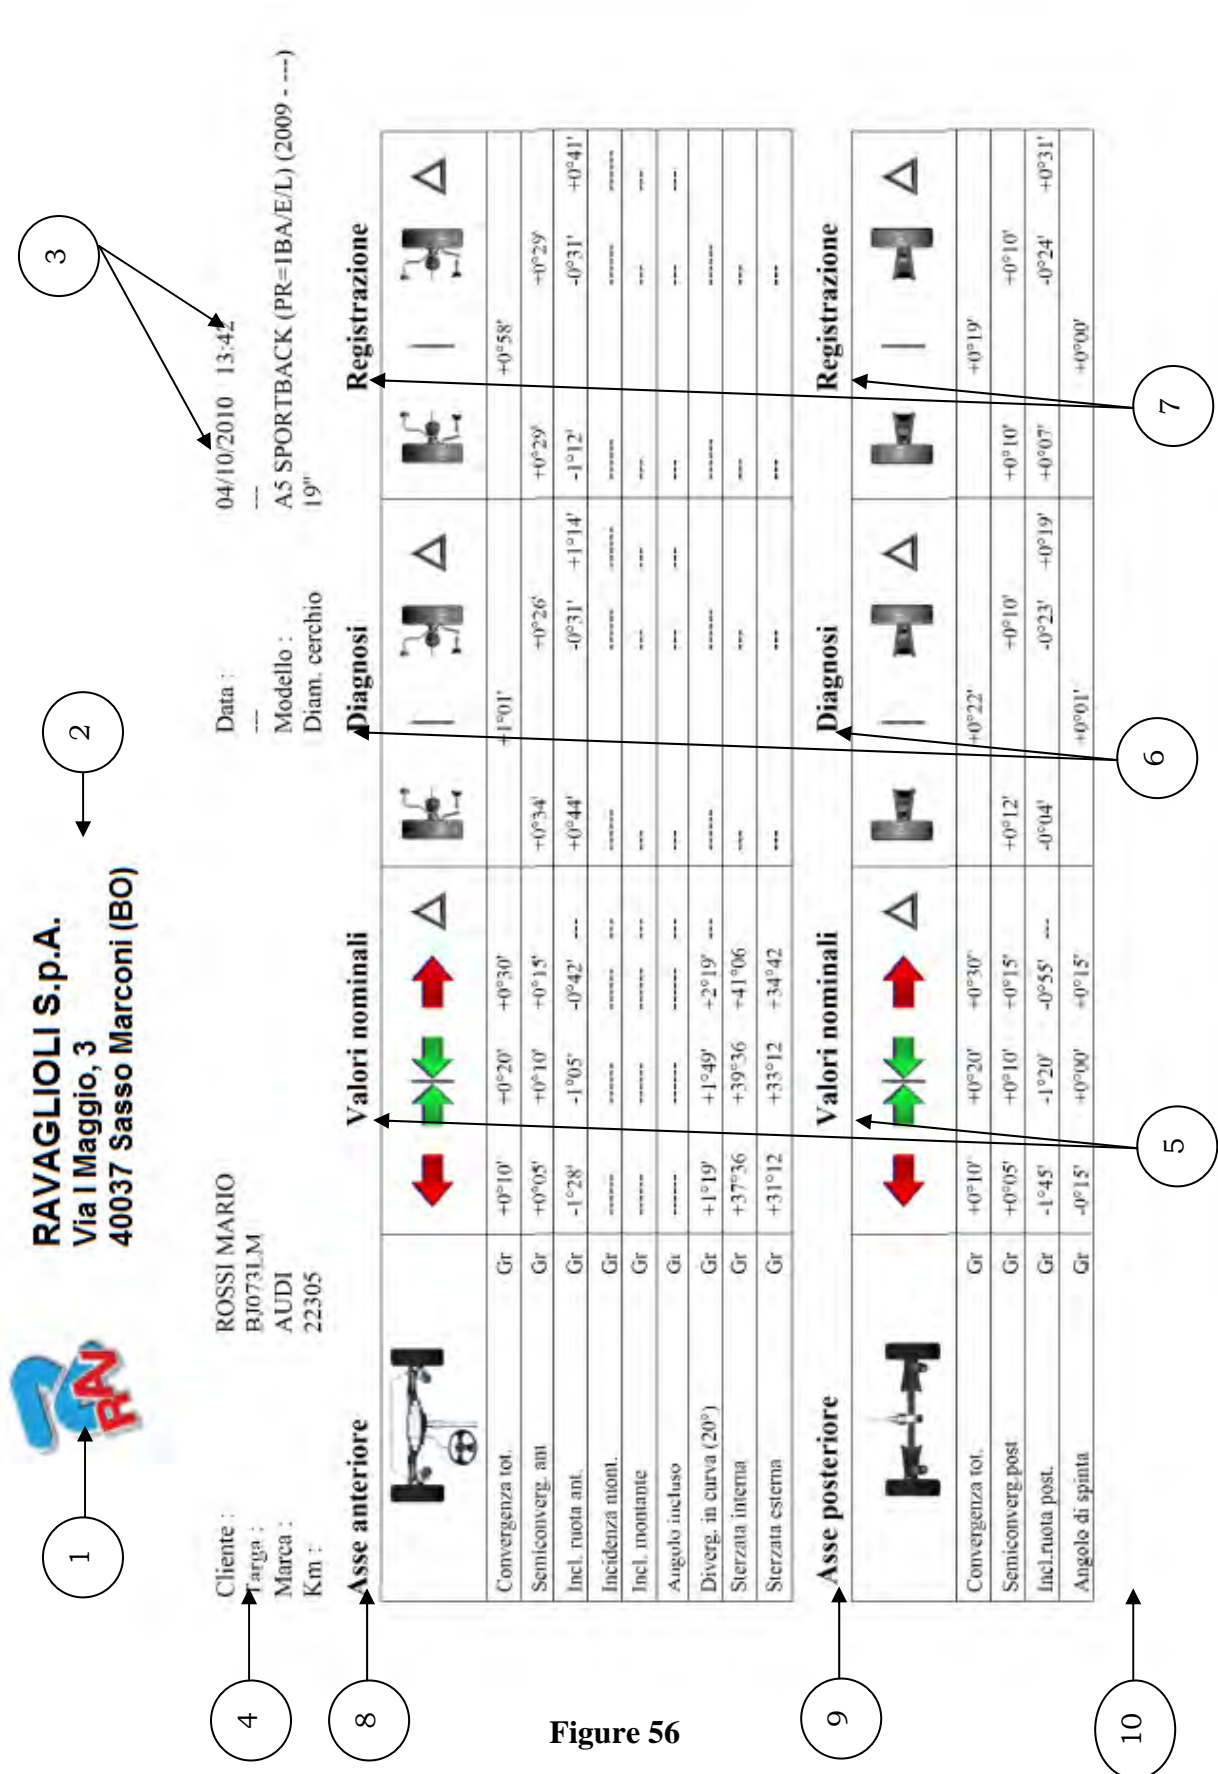 RAV
RAVAGLIOLI S.p.A.
Via I Maggio, 3
40037 Sasso Marconi (BO)
1
2
3
Cliente : ROSSI MARIO Data : 04/10/2010 13:42
Targa : BJ073LM --- ---
Marca : AUDI Modello : A5 SPORTBACK (PR=1BA/E/L) (2009 - ---)
Km : 22305 Diam. cerchio 19"
4
Asse anteriore Valori nominali Diagnosi Registrazione
Convergenza tot. Gr +0°10' +0°20' +0°30' +1°01' +0°58'
Semiconverg. ant Gr +0°05' +0°10' +0°15' +0°34' +0°26' +0°29' +0°29'
Incl. ruota ant. Gr -1°28' -1°05' -0°42' --- +0°44' -0°31' +1°14' -1°12' -0°31' +0°41'
Incidenza mont. Gr ------ ------ ------ --- ------ ------ ------ ------ ------ ------
Incl. montante Gr ------ ------ ------ --- --- --- --- --- --- ---
Angolo incluso Gr ------ ------ ------ --- --- --- --- --- --- ---
Diverg. in curva (20°) Gr +1°19' +1°49' +2°19' --- ------ ------ ------ ------
Sterzata interna Gr +37°36 +39°36 +41°06 --- --- --- ---
Sterzata esterna Gr +31°12 +33°12 +34°42 --- --- --- ---
8
Asse posteriore Valori nominali Diagnosi Registrazione
Convergenza tot. Gr +0°10' +0°20' +0°30' +0°22' +0°19'
Semiconverg.post Gr +0°05' +0°10' +0°15' +0°12' +0°10' +0°10' +0°10'
Incl.ruota post. Gr -1°45' -1°20' -0°55' --- -0°04' -0°23' +0°19' +0°07' -0°24' +0°31'
Angolo di spinta Gr -0°15' +0°00' +0°15' +0°01' +0°00'
9
5
6
7
10
Figure 56